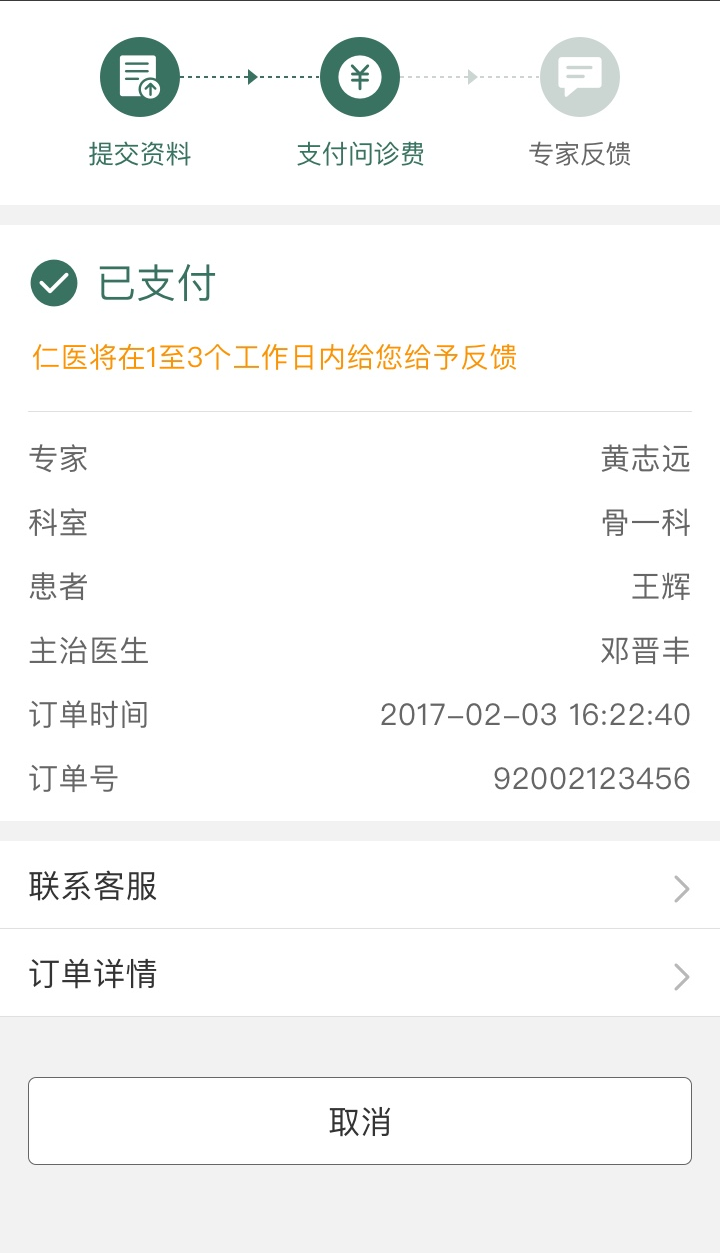 提交资料 支付问诊费 专家反馈
已支付
仁医将在1至3个工作日内给您给予反馈
专家 黄志远
科室 骨一科
患者 王辉
主治医生 邓晋丰
订单时间 2017-02-03 16:22:40
订单号 92002123456
联系客服
订单详情
取消